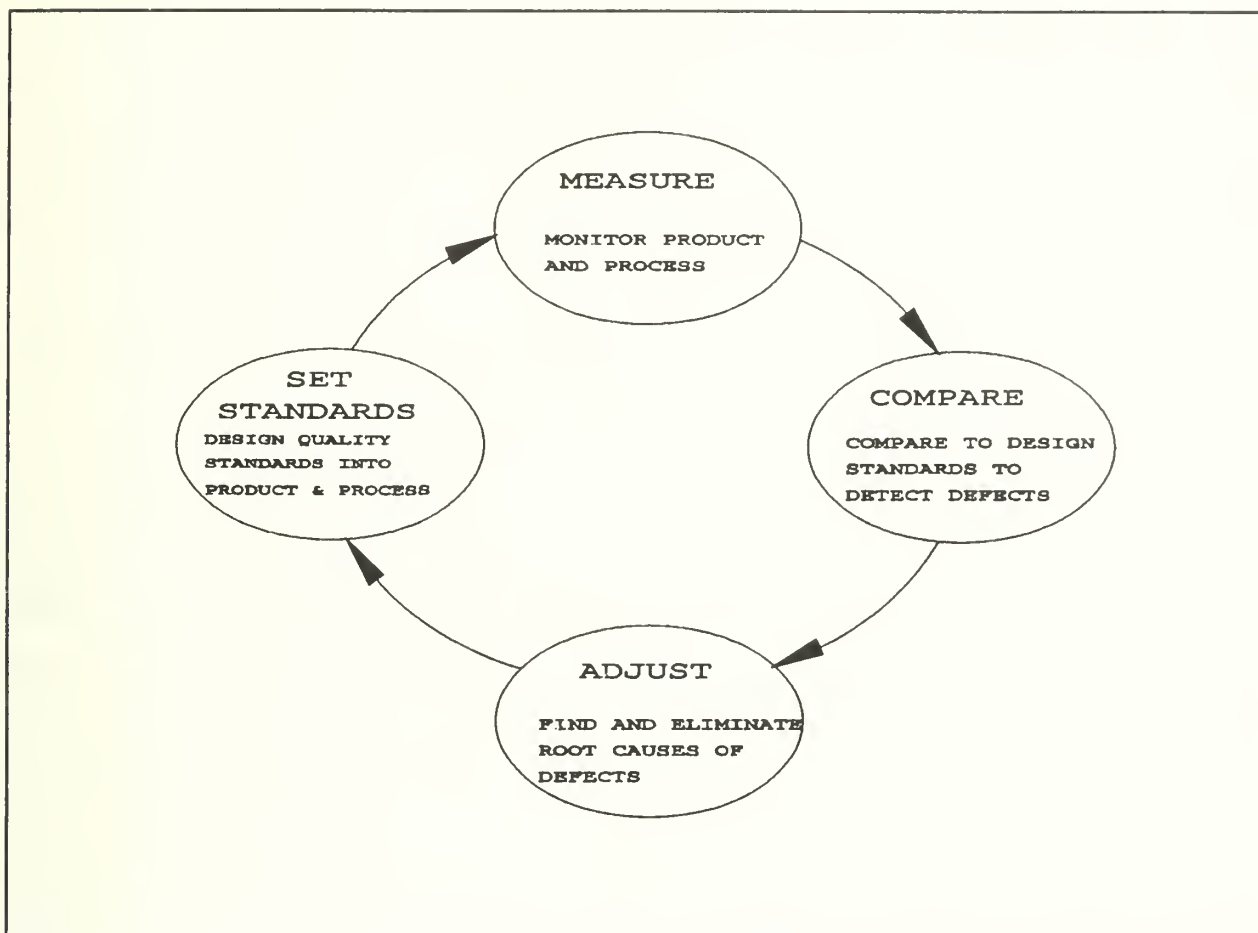 MEASURE
MONITOR PRODUCT
AND PROCESS
SET
STANDARDS
DESIGN QUALITY
STANDARDS INTO
PRODUCT & PROCESS
COMPARE
COMPARE TO DESIGN
STANDARDS TO
DETECT DEFECTS
ADJUST
FIND AND ELIMINATE
ROOT CAUSES OF
DEFECTS